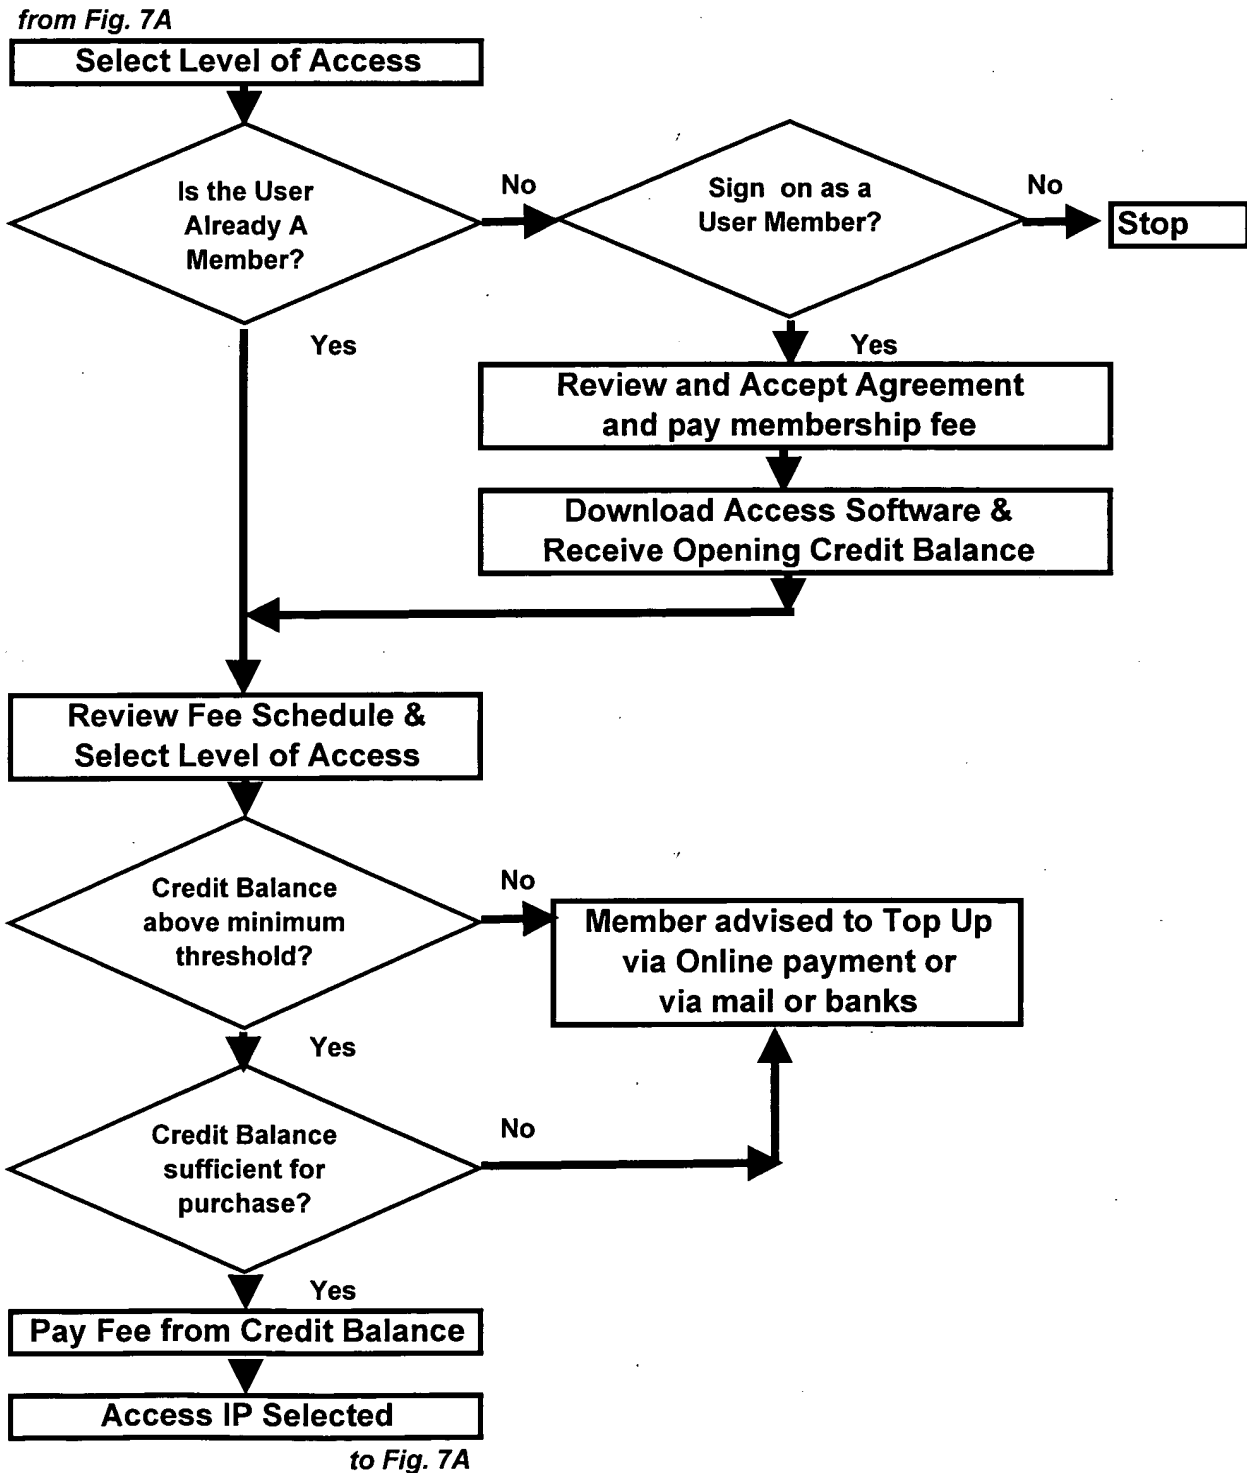 from Fig. 7A
Select Level of Access
Is the User
Already A
Member?
No
Sign on as a
User Member?
No
Stop
Yes
Yes
Review and Accept Agreement
and pay membership fee
Download Access Software &
Receive Opening Credit Balance
Review Fee Schedule &
Select Level of Access
Credit Balance
above minimum
threshold?
No
Member advised to Top Up
via Online payment or
via mail or banks
Yes
Credit Balance
sufficient for
purchase?
No
Yes
Pay Fee from Credit Balance
Access IP Selected
to Fig. 7A